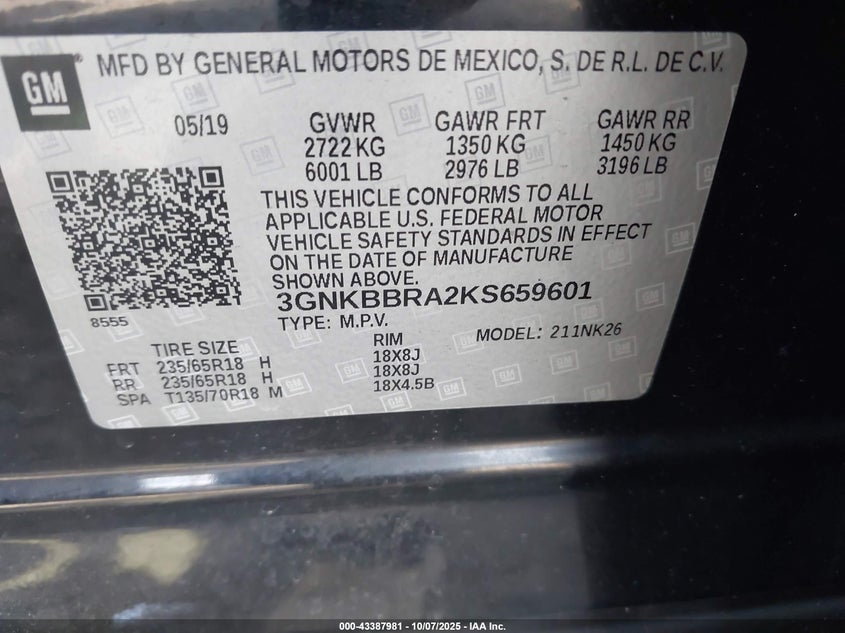 GM
MFD BY GENERAL MOTORS DE MEXICO, S. DE R.L. DE C.V.
05/19
GVWR GAWR FRT GAWR RR
2722 KG 1350 KG 1450 KG
6001 LB 2976 LB 3196 LB
THIS VEHICLE CONFORMS TO ALL
APPLICABLE U.S. FEDERAL MOTOR
VEHICLE SAFETY STANDARDS IN EFFECT
ON THE DATE OF MANUFACTURE
SHOWN ABOVE.
3GNKBBRA2KS659601
8555
TYPE: M.P.V. MODEL: 211NK26
TIRE SIZE RIM
FRT 235/65R18 H 18X8J
RR 235/65R18 H 18X8J
SPA T135/70R18 M 18X4.5B
000-43387981 | 10/07/2025 - IAA Inc.